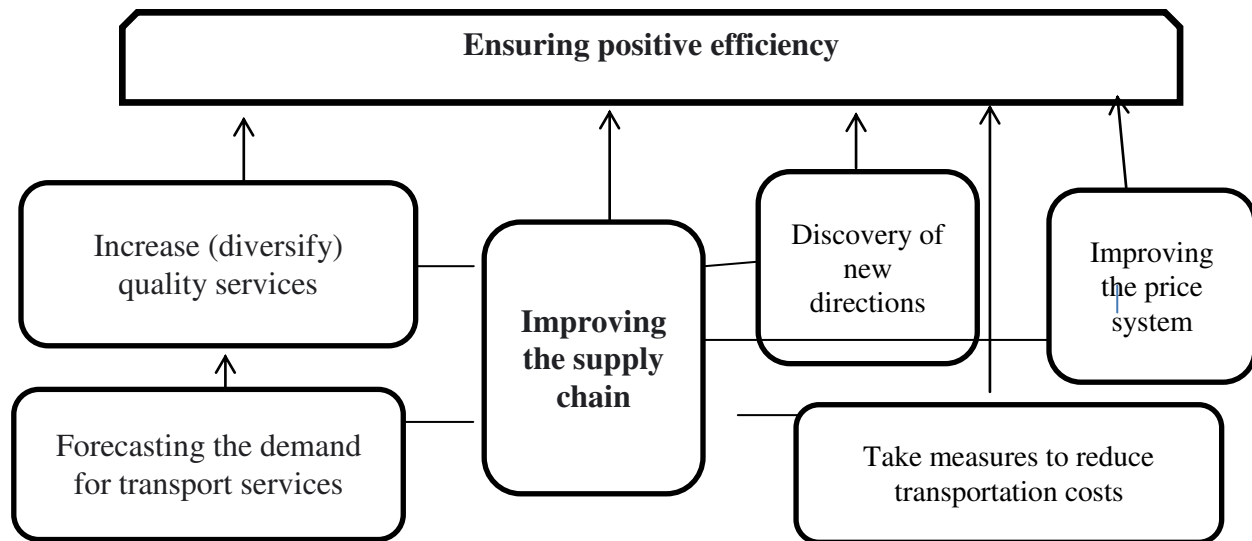 Ensuring positive efficiency
Increase (diversify)
quality services
Improving
the supply
chain
Discovery of
new
directions
Improving
the price
system
Forecasting the demand
for transport services
Take measures to reduce
transportation costs